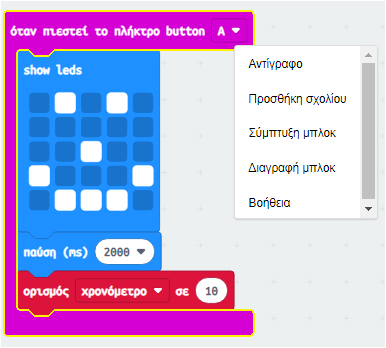 όταν πιεστεί το πλήκτρο button A
show leds
παύση (ms) 2000
ορισμός χρονόμετρο σε 10
Αντίγραφο
Προσθήκη σχολίου
Σύμπτυξη μπλοκ
Διαγραφή μπλοκ
Βοήθεια